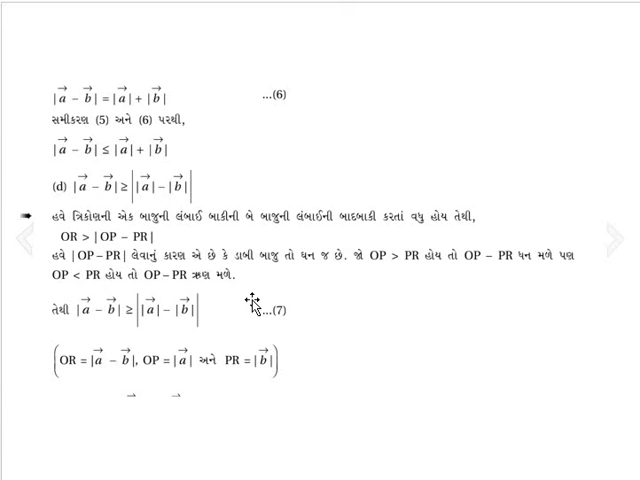 |a⃗ − b⃗| = |a⃗| + |b⃗| ...(6)
સમીકરણ (5) અને (6) પરથી,
|a⃗ − b⃗| ≤ |a⃗| + |b⃗|
(d) |a⃗ − b⃗| ≥ ||a⃗| − |b⃗||
➠ હવે ત્રિકોણની એક બાજુની લંબાઈ બાકીની બે બાજુની લંબાઈની બાદબાકી કરતાં વધુ હોય તેથી,
OR > | OP − PR |
હવે | OP − PR | લેવાનું કારણ એ છે કે ડાબી બાજુ તો ધન જ છે. જો OP > PR હોય તો OP − PR ધન મળે પણ
OP < PR હોય તો OP − PR ઋણ મળે.
તેથી |a⃗ − b⃗| ≥ ||a⃗| − |b⃗|| ...(7)
(OR = |a⃗ − b⃗|, OP = |a⃗| અને PR = |b⃗|)